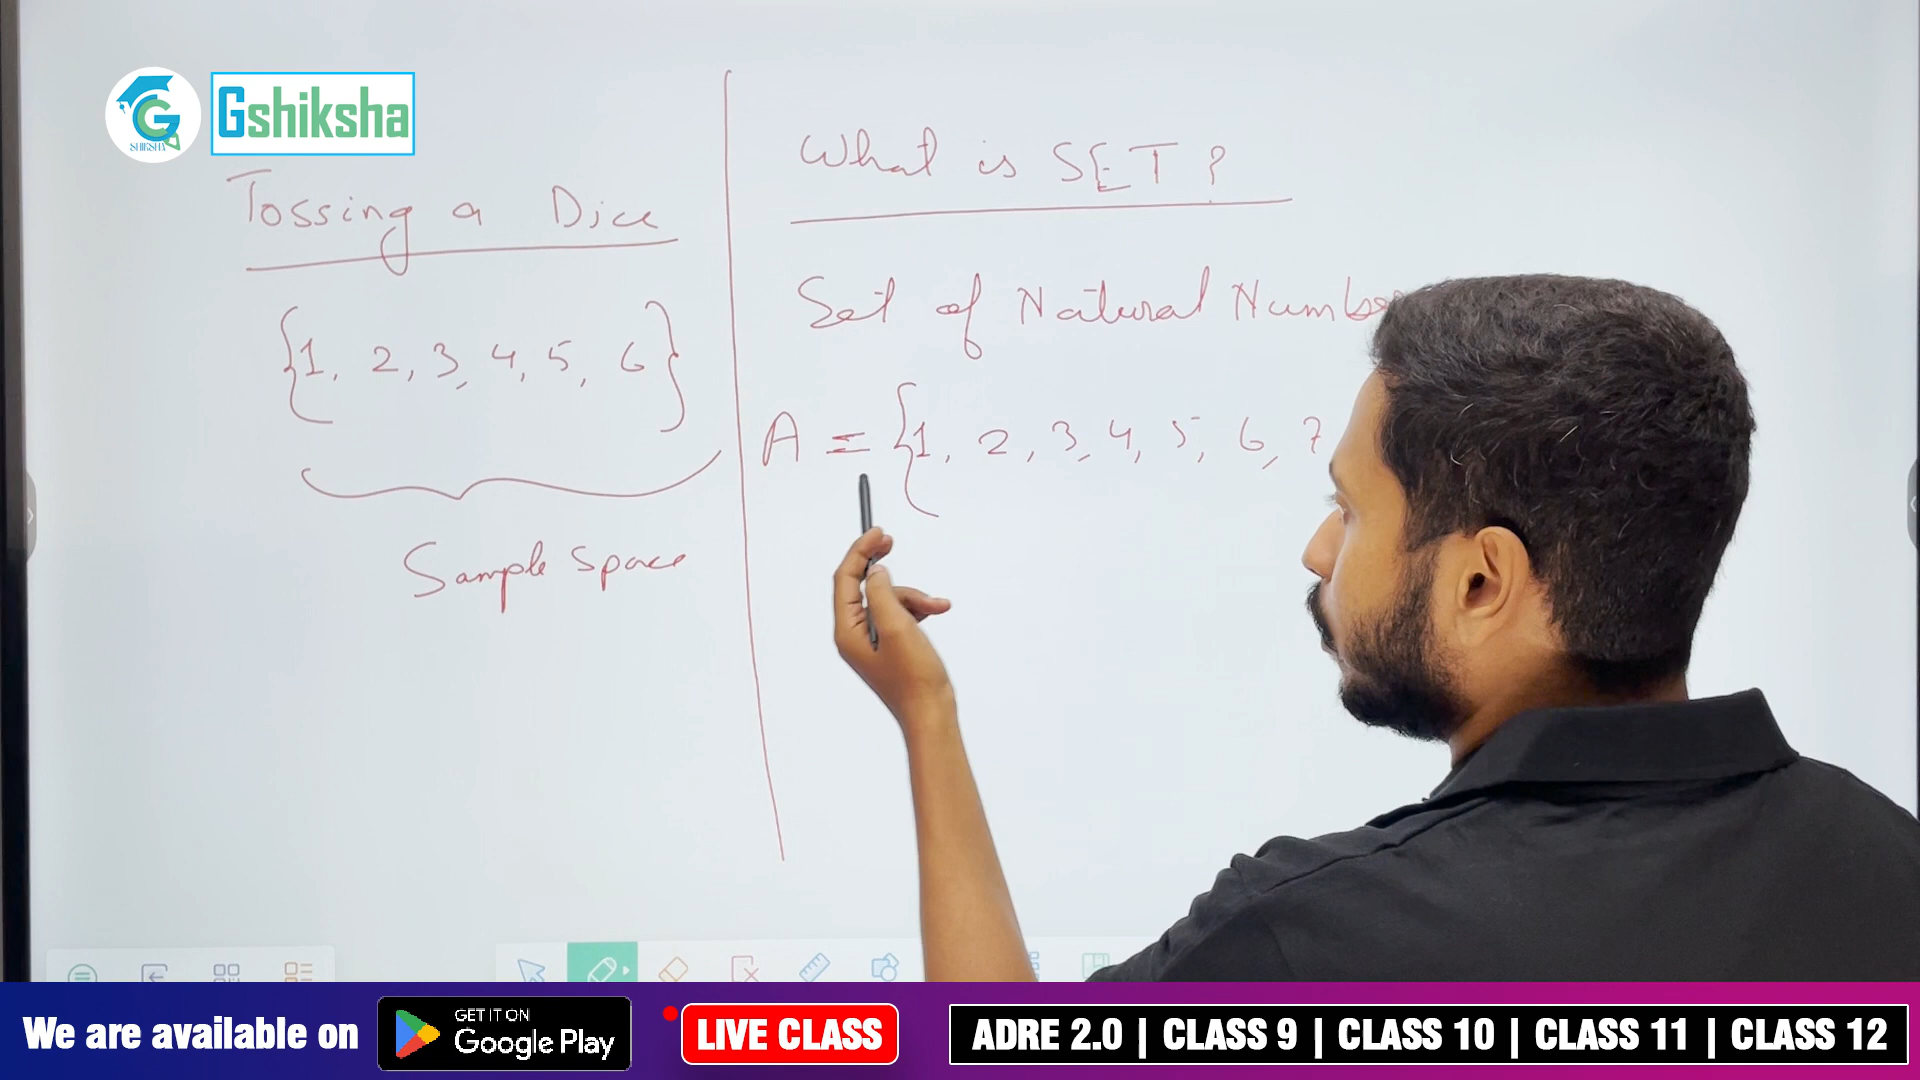 SHIKSHA
Gshiksha
Tossing a Dice
{1, 2, 3, 4, 5, 6}
Sample Space
What is SET?
Set of Natural Number
A = {1, 2, 3, 4, 5, 6, 7
We are available on
GET IT ON
Google Play
LIVE CLASS
ADRE 2.0 | CLASS 9 | CLASS 10 | CLASS 11 | CLASS 12